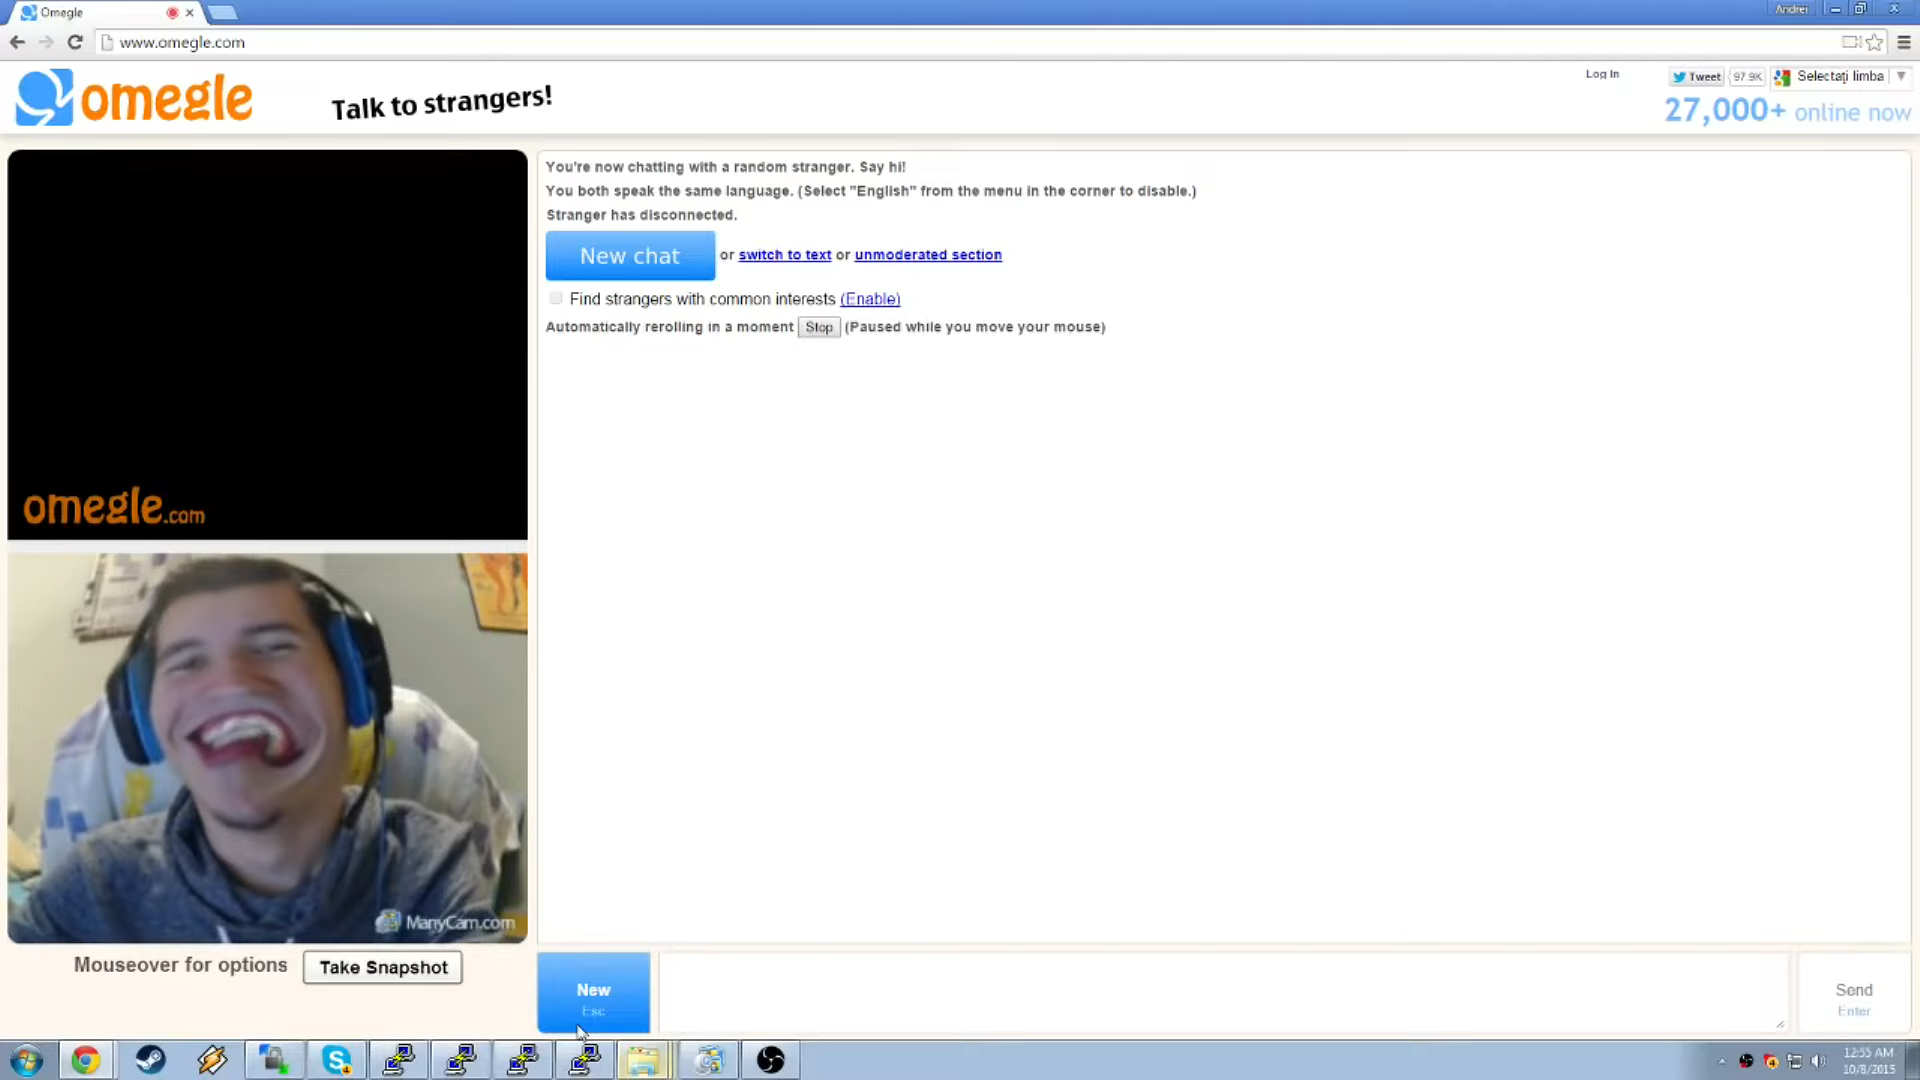 Omegle
Andrei
www.omegle.com
omegle
Talk to strangers!
Log In
Tweet
97.9K
Selectați limba
27,000+ online now
You're now chatting with a random stranger. Say hi!
You both speak the same language. (Select "English" from the menu in the corner to disable.)
Stranger has disconnected.
New chat or switch to text or unmoderated section
Find strangers with common interests (Enable)
Automatically rerolling in a moment Stop (Paused while you move your mouse)
omegle.com
ManyCam.com
Mouseover for options
Take Snapshot
New
Esc
Send
Enter
12:55 AM
10/8/2015